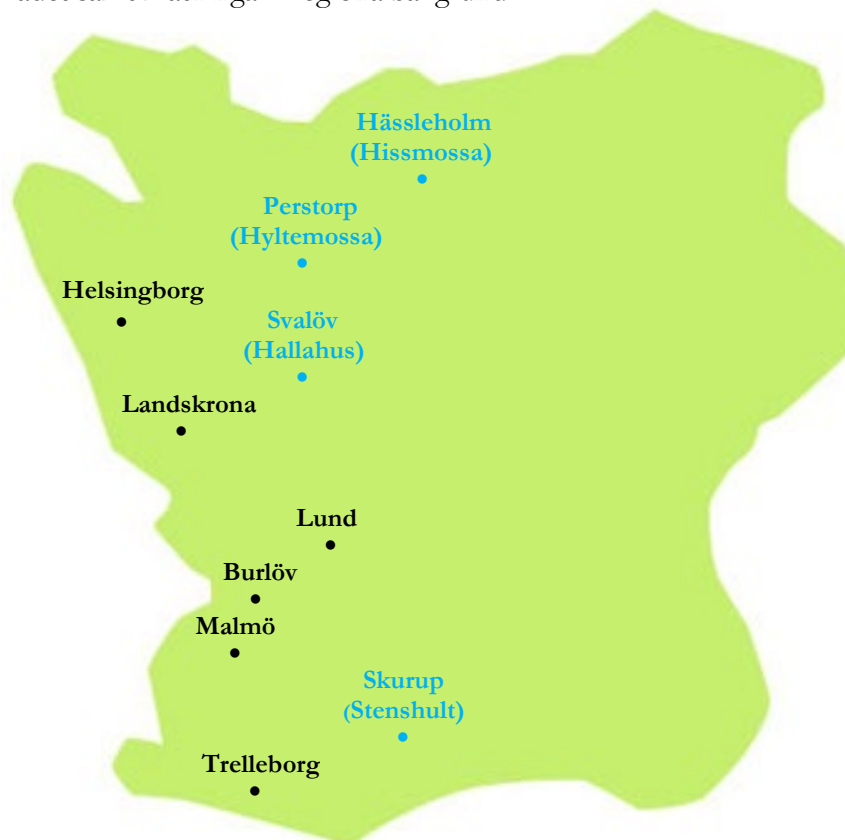 Hässleholm
(Hissmossa)
Perstorp
(Hyltemossa)
Helsingborg
Svalöv
(Hallahus)
Landskrona
Lund
Burlöv
Malmö
Skurup
(Stenshult)
Trelleborg